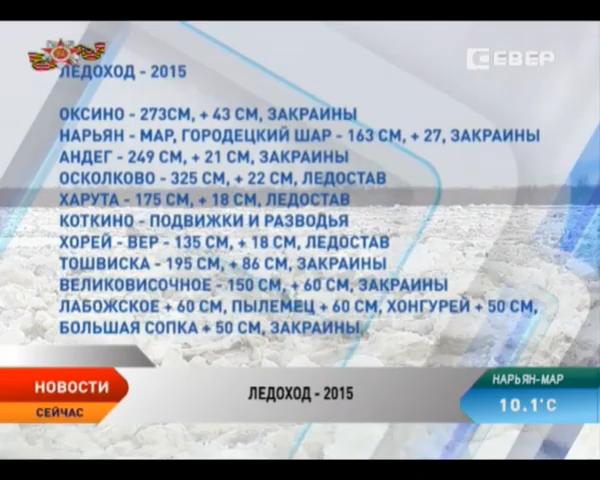 СЕВЕР
ЛЕДОХОД - 2015
ОКСИНО - 273СМ, + 43 СМ, ЗАКРАИНЫ
НАРЬЯН - МАР, ГОРОДЕЦКИЙ ШАР - 163 СМ, + 27, ЗАКРАИНЫ
АНДЕГ - 249 СМ, + 21 СМ, ЗАКРАИНЫ
ОСКОЛКОВО - 325 СМ, + 22 СМ, ЛЕДОСТАВ
ХАРУТА - 175 СМ, + 18 СМ, ЛЕДОСТАВ
КОТКИНО - ПОДВИЖКИ И РАЗВОДЬЯ
ХОРЕЙ - ВЕР - 135 СМ, + 18 СМ, ЛЕДОСТАВ
ТОШВИСКА - 195 СМ, + 86 СМ, ЗАКРАИНЫ
ВЕЛИКОВИСОЧНОЕ - 150 СМ, + 60 СМ, ЗАКРАИНЫ
ЛАБОЖСКОЕ + 60 СМ, ПЫЛЕМЕЦ + 60 СМ, ХОНГУРЕЙ + 50 СМ,
БОЛЬШАЯ СОПКА + 50 СМ, ЗАКРАИНЫ
НОВОСТИ
СЕЙЧАС
ЛЕДОХОД - 2015
НАРЬЯН-МАР
10.1°C